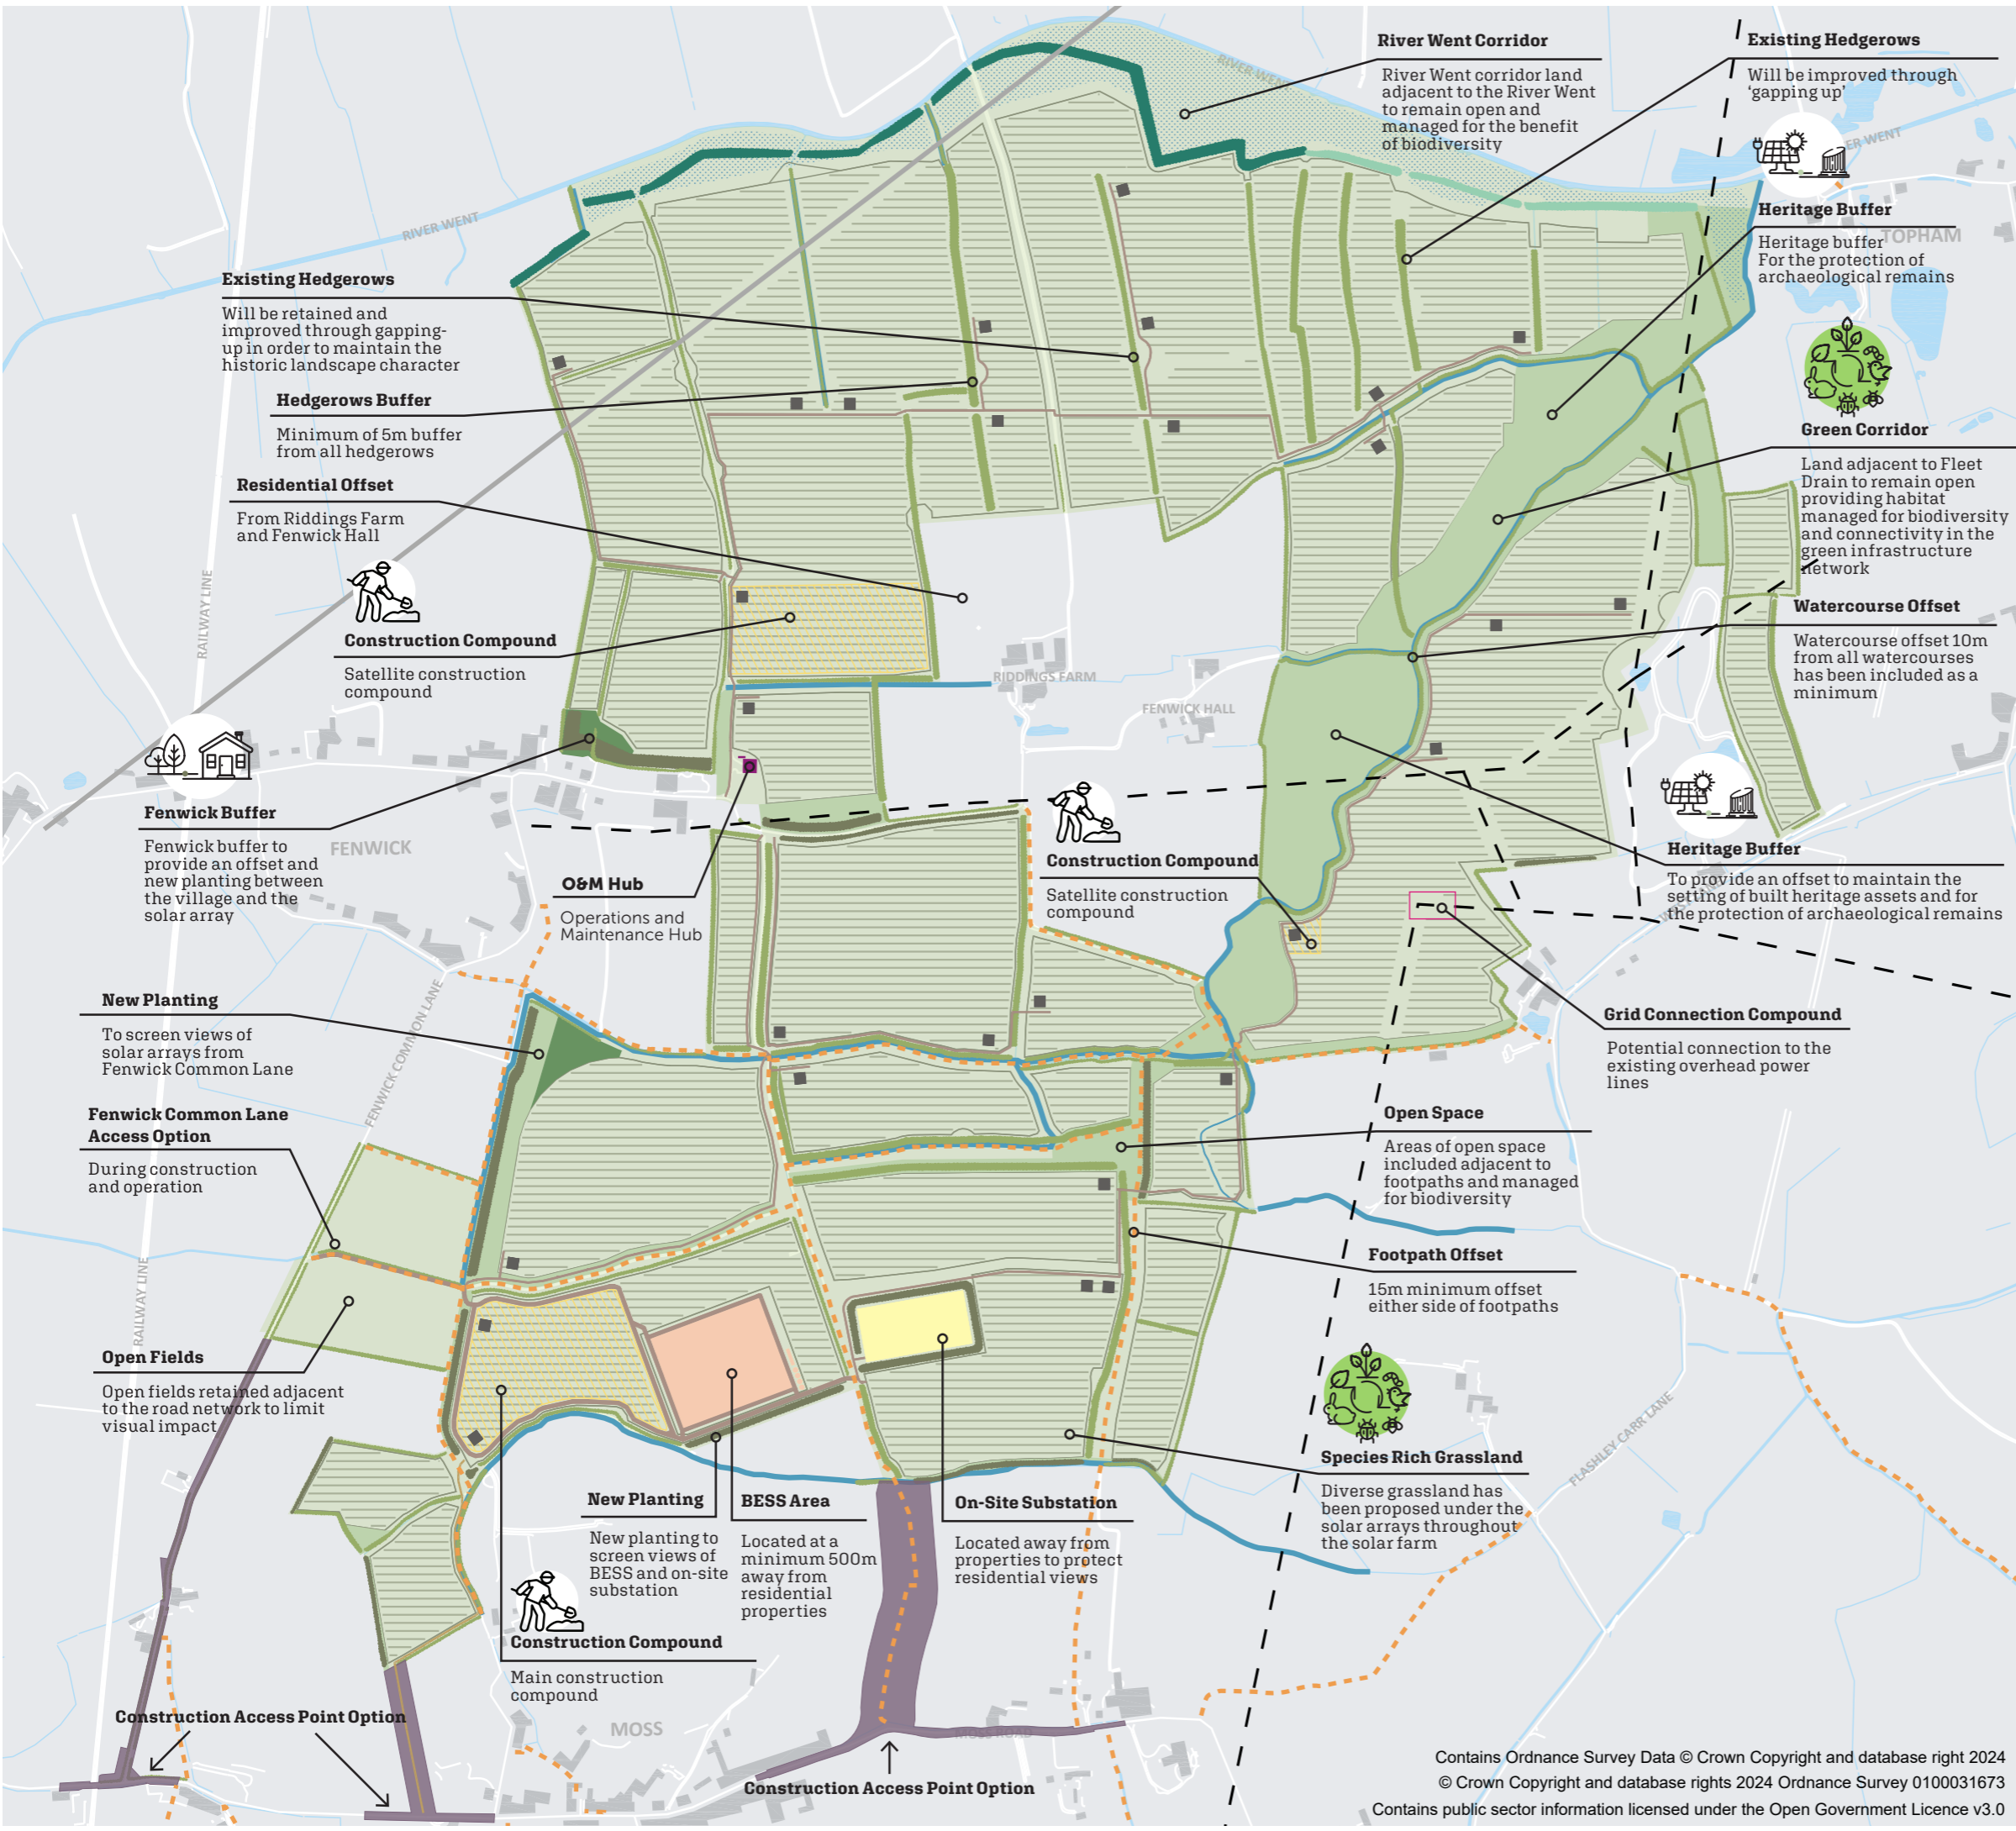 River Went Corridor
River Went corridor land
adjacent to the River Went
to remain open and
managed for the benefit
of biodiversity
Existing Hedgerows
Will be improved through
‘gapping up’
RIVER WENT
RIVER WENT
ER WENT
TOPHAM
Heritage Buffer
Heritage buffer
For the protection of
archaeological remains
Existing Hedgerows
Will be retained and
improved through gapping-
up in order to maintain the
historic landscape character
Hedgerows Buffer
Minimum of 5m buffer
from all hedgerows
Green Corridor
Land adjacent to Fleet
Drain to remain open
providing habitat
managed for biodiversity
and connectivity in the
green infrastructure
network
Residential Offset
From Riddings Farm
and Fenwick Hall
RAILWAY LINE
Construction Compound
Satellite construction
compound
Watercourse Offset
Watercourse offset 10m
from all watercourses
has been included as a
minimum
RIDDINGS FARM
FENWICK HALL
Fenwick Buffer
Fenwick buffer to
provide an offset and
new planting between
the village and the
solar array
FENWICK
O&M Hub
Operations and
Maintenance Hub
Construction Compound
Satellite construction
compound
Heritage Buffer
To provide an offset to maintain the
setting of built heritage assets and for
the protection of archaeological remains
New Planting
To screen views of
solar arrays from
Fenwick Common Lane
FENWICK COMMON LANE
Grid Connection Compound
Potential connection to the
existing overhead power
lines
Fenwick Common Lane
Access Option
During construction
and operation
Open Space
Areas of open space
included adjacent to
footpaths and managed
for biodiversity
Footpath Offset
15m minimum offset
either side of footpaths
RAILWAY LINE
Open Fields
Open fields retained adjacent
to the road network to limit
visual impact
Species Rich Grassland
Diverse grassland has
been proposed under the
solar arrays throughout
the solar farm
FLASHLEY CARR LANE
New Planting
New planting to
screen views of
BESS and on-site
substation
BESS Area
Located at a
minimum 500m
away from
residential
properties
On-Site Substation
Located away from
properties to protect
residential views
Construction Compound
Main construction
compound
Construction Access Point Option
MOSS
MOSS ROAD
Construction Access Point Option
Contains Ordnance Survey Data © Crown Copyright and database right 2024
© Crown Copyright and database rights 2024 Ordnance Survey 0100031673
Contains public sector information licensed under the Open Government Licence v3.0